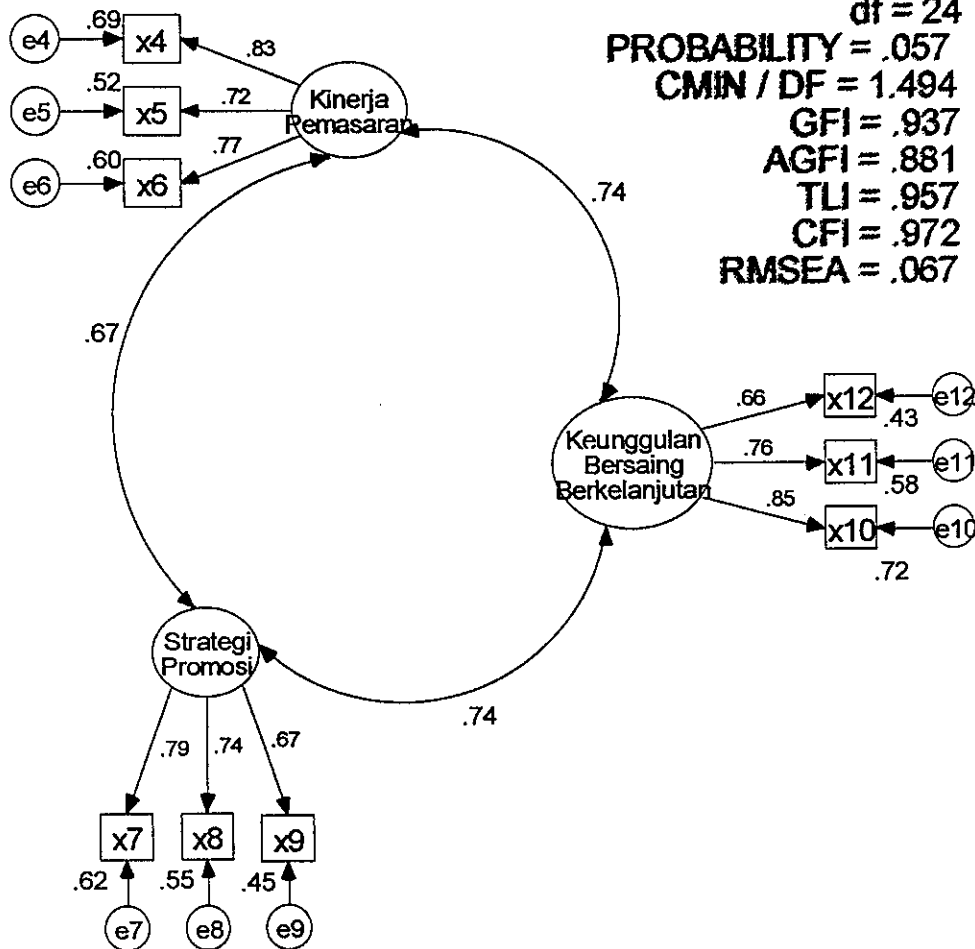 df = 24
PROBABILITY = .057
CMIN / DF = 1.494
GFI = .937
AGFI = .881
TLI = .957
CFI = .972
RMSEA = .067
e4
.69
x4
.83
e5
.52
x5
.72
e6
.60
x6
.77
Kinerja
Pemasaran
.74
.67
Keunggulan
Bersaing
Berkelanjutan
.66
x12
.43
e12
.76
x11
.58
e11
.85
x10
.72
e10
Strategi
Promosi
.74
.79
.74
.67
x7
x8
x9
.62
.55
.45
e7
e8
e9